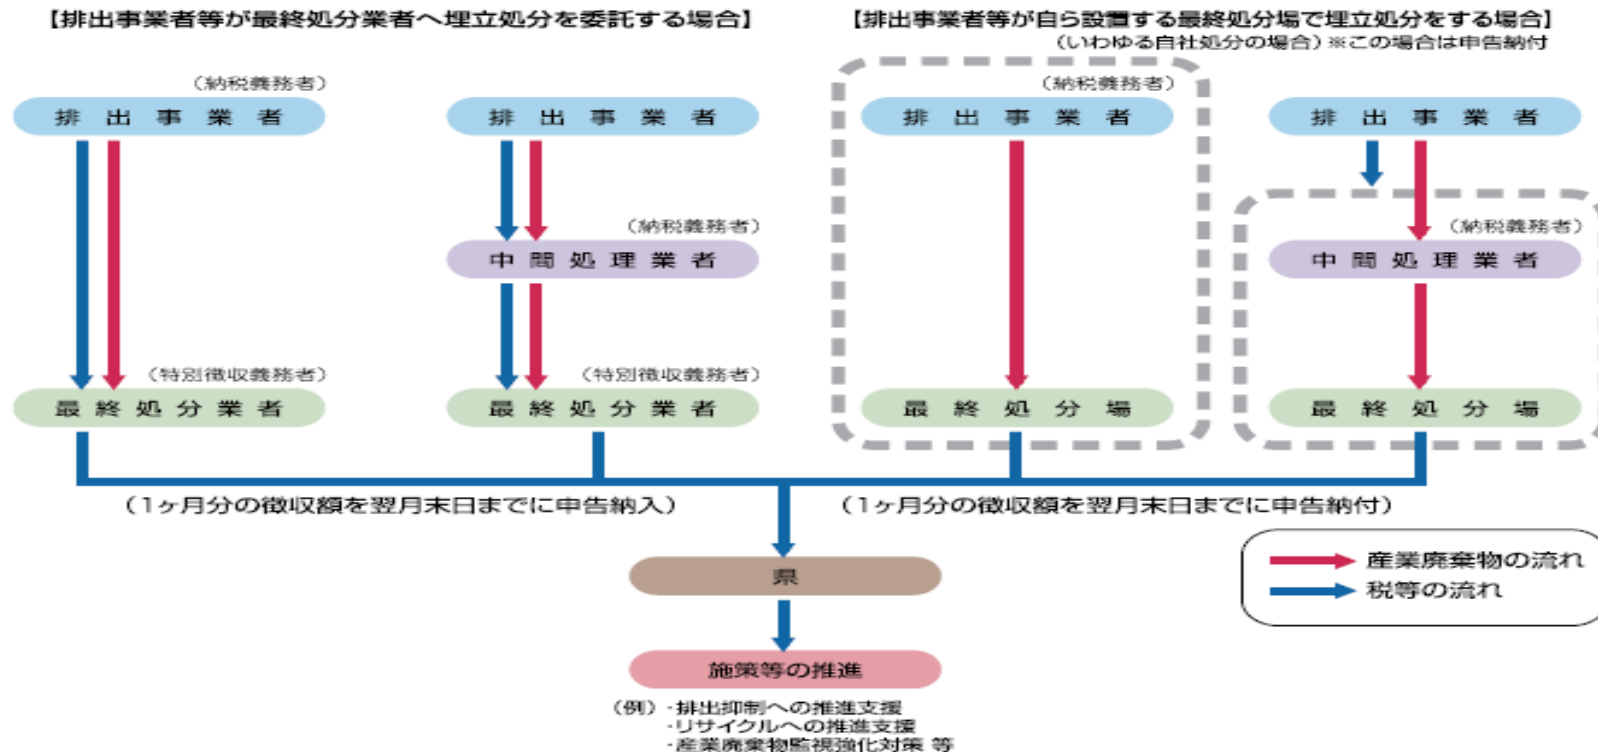 【排出事業者等が最終処分業者へ埋立処分を委託する場合】
【排出事業者等が自ら設置する最終処分場で埋立処分をする場合】
(いわゆる自社処分の場合)※この場合は申告納付
(納税義務者)
排出事業者
排出事業者
(納税義務者)
排出事業者
排出事業者
(納税義務者)
中間処理業者
(納税義務者)
中間処理業者
(特別徴収義務者)
最終処分業者
(特別徴収義務者)
最終処分業者
最終処分場
最終処分場
(1ヶ月分の徴収額を翌月末日までに申告納入)
(1ヶ月分の徴収額を翌月末日までに申告納付)
県
産業廃棄物の流れ
税等の流れ
施策等の推進
(例)・排出抑制への推進支援
・リサイクルへの推進支援
・産業廃棄物監視強化対策 等